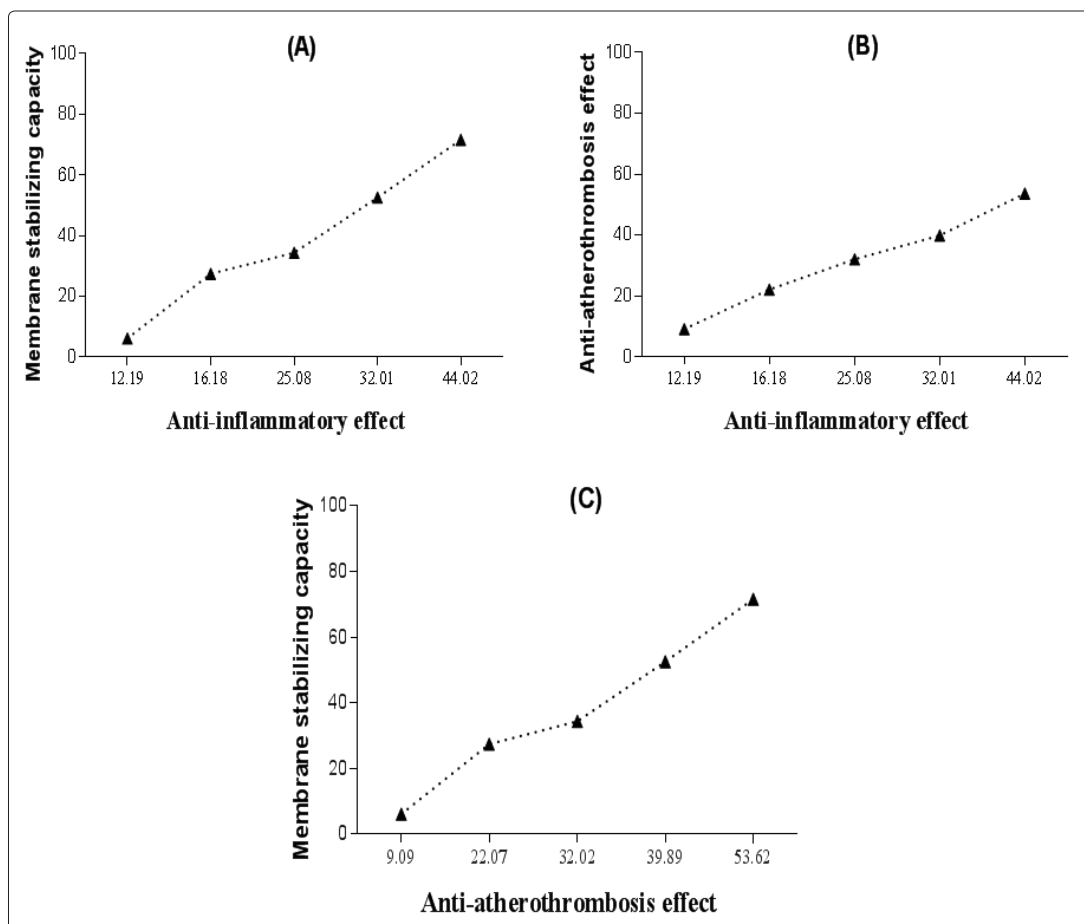 (A)
Membrane stabilizing capacity
100
80
60
40
20
0
12.19 16.18 25.08 32.01 44.02
Anti-inflammatory effect
(B)
Anti-atherothrombosis effect
100
80
60
40
20
0
12.19 16.18 25.08 32.01 44.02
Anti-inflammatory effect
(C)
Membrane stabilizing capacity
100
80
60
40
20
0
9.09 22.07 32.02 39.89 53.62
Anti-atherothrombosis effect